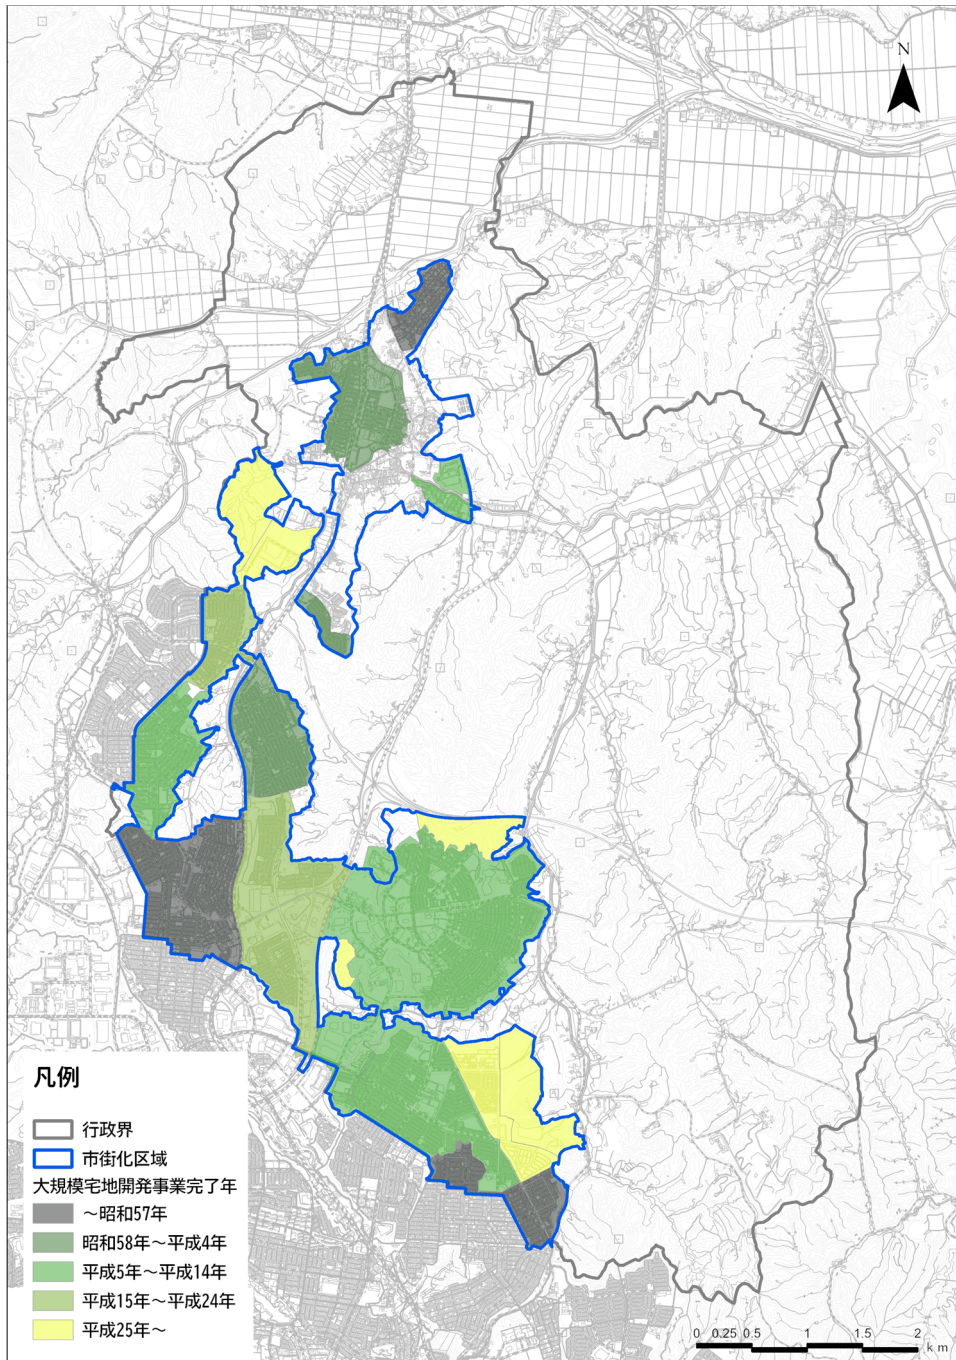 N
凡例
行政界
市街化区域
大規模宅地開発事業完了年
～昭和57年
昭和58年～平成4年
平成5年～平成14年
平成15年～平成24年
平成25年～
0 0.25 0.5 1 1.5 2
km